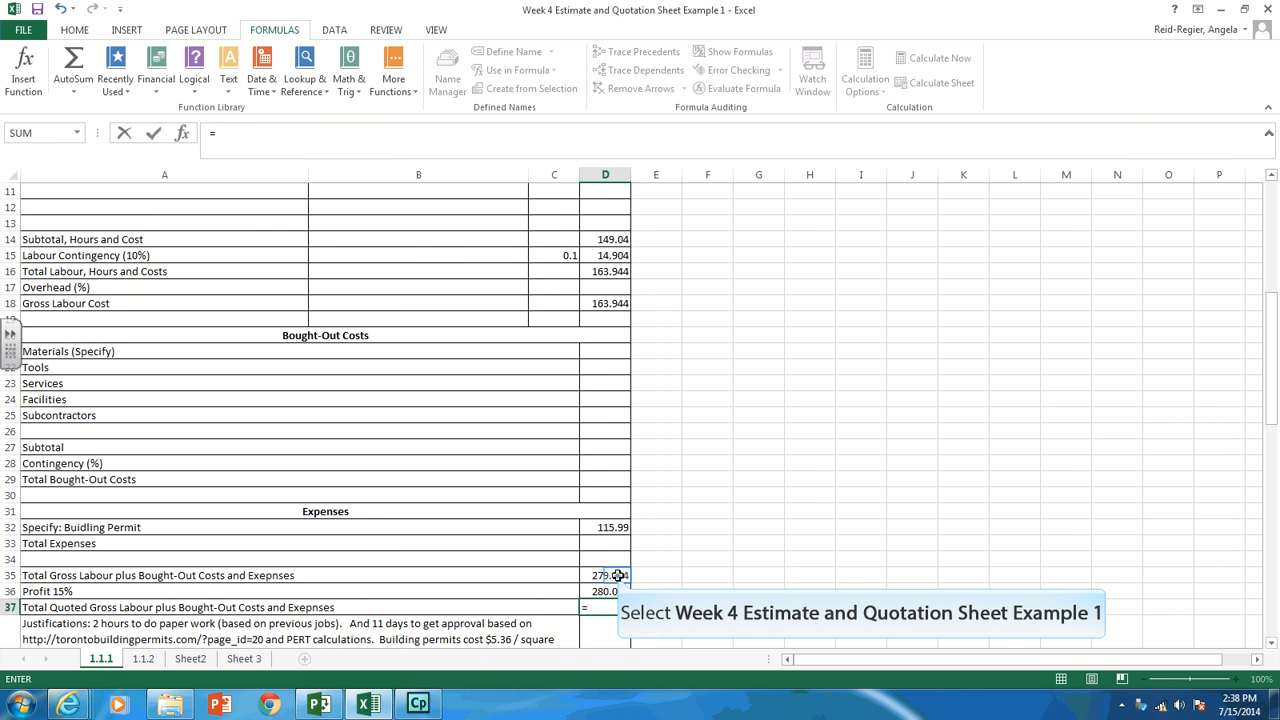 Week 4 Estimate and Quotation Sheet Example 1 - Excel
FILE HOME INSERT PAGE LAYOUT FORMULAS DATA REVIEW VIEW Reid-Regier, Angela
Insert Function
AutoSum
Recently Used
Financial
Logical
Text
Date & Time
Lookup & Reference
Math & Trig
More Functions
Function Library
Name Manager
Define Name
Use in Formula
Create from Selection
Defined Names
Trace Precedents
Trace Dependents
Remove Arrows
Show Formulas
Error Checking
Evaluate Formula
Formula Auditing
Watch Window
Calculation Options
Calculate Now
Calculate Sheet
Calculation
SUM fx =
A B C D E F G H I J K L M N O P
11
12
13
14 Subtotal, Hours and Cost 149.04
15 Labour Contingency (10%) 0.1 14.904
16 Total Labour, Hours and Costs 163.944
17 Overhead (%)
18 Gross Labour Cost 163.944
19
Bought-Out Costs
Materials (Specify)
22 Tools
23 Services
24 Facilities
25 Subcontractors
26
27 Subtotal
28 Contingency (%)
29 Total Bought-Out Costs
30
31 Expenses
32 Specify: Buidling Permit 115.99
33 Total Expenses
34
35 Total Gross Labour plus Bought-Out Costs and Exepnses
36 Profit 15%
37 Total Quoted Gross Labour plus Bought-Out Costs and Exepnses =
Justifications: 2 hours to do paper work (based on previous jobs). And 11 days to get approval based on
http://torontobuildingpermits.com/?page_id=20 and PERT calculations. Building permits cost $5.36 / square
Select Week 4 Estimate and Quotation Sheet Example 1
1.1.1 1.1.2 Sheet2 Sheet 3
ENTER 100%
Cp
2:38 PM
7/15/2014